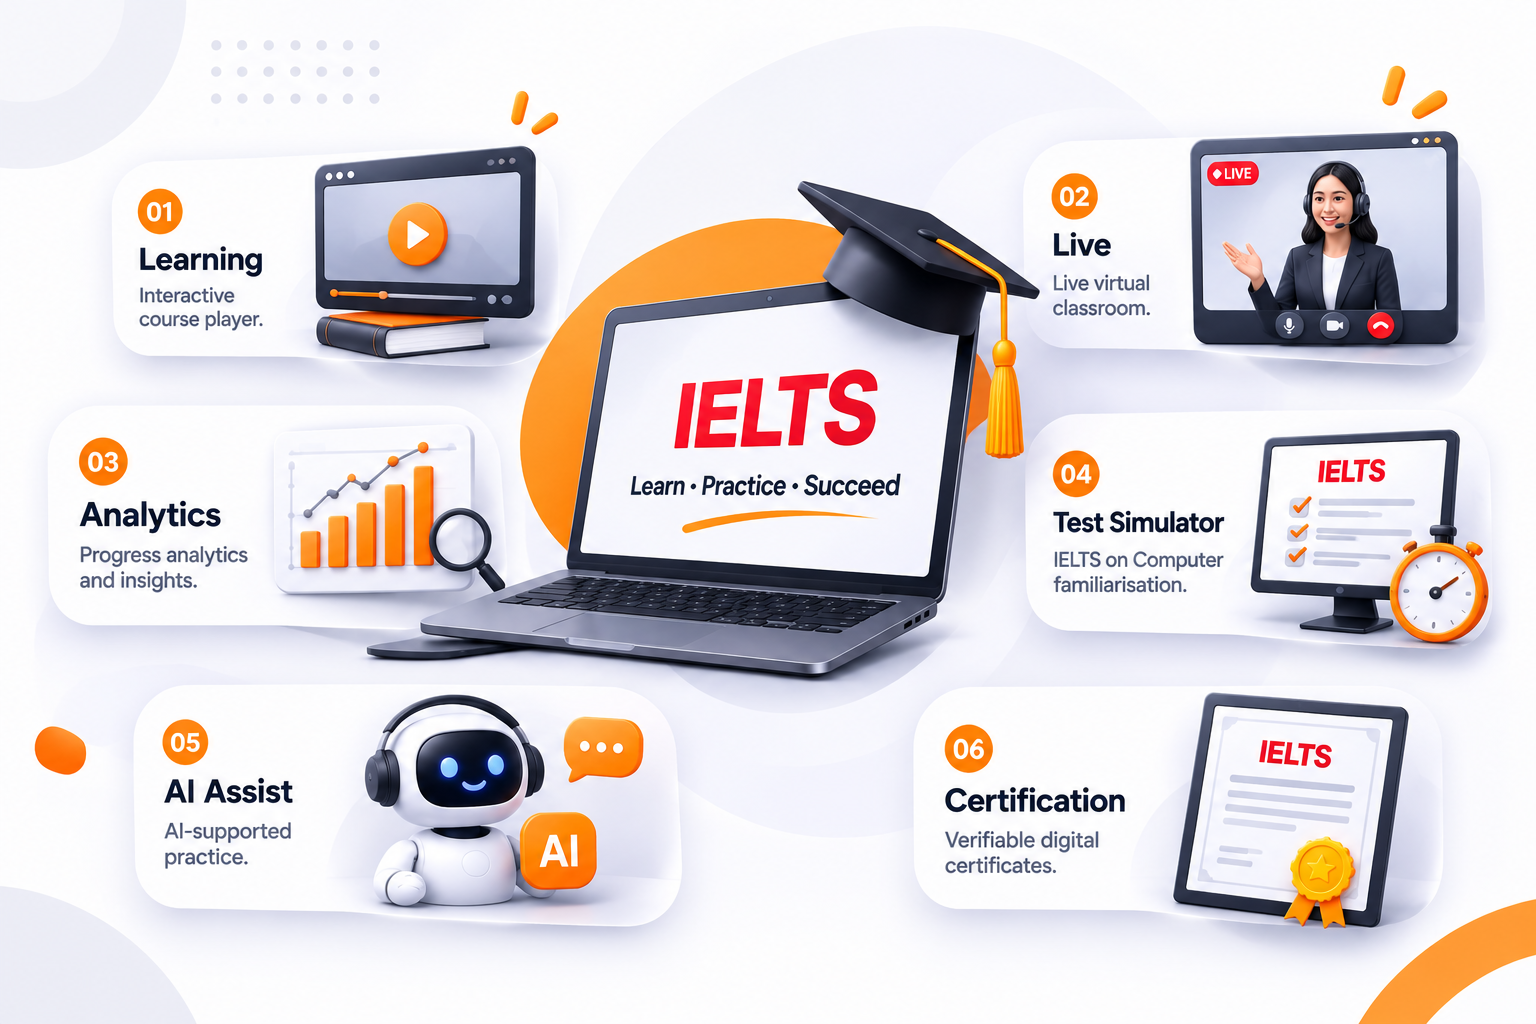 01
Learning
Interactive
course player.
02
Live
Live virtual
classroom.
LIVE
IELTS
Learn · Practice · Succeed
03
Analytics
Progress analytics
and insights.
04
Test Simulator
IELTS on Computer
familiarisation.
IELTS
05
AI Assist
AI-supported
practice.
AI
06
Certification
Verifiable digital
certificates.
IELTS